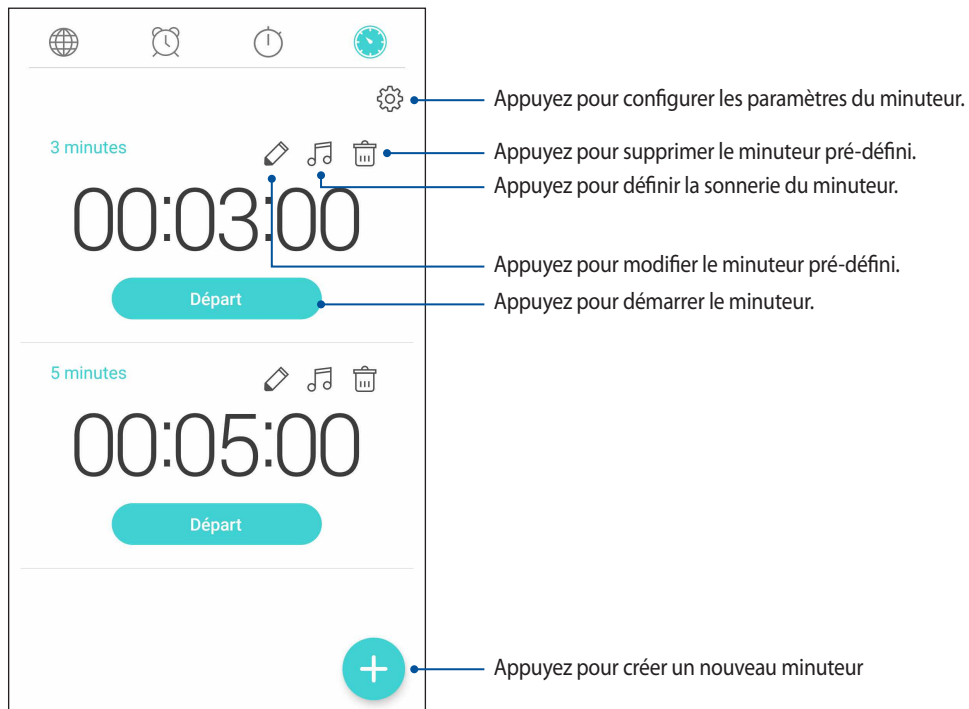 Appuyez pour configurer les paramètres du minuteur.
3 minutes
Appuyez pour supprimer le minuteur pré-défini.
Appuyez pour définir la sonnerie du minuteur.
00:03:00
Appuyez pour modifier le minuteur pré-défini.
Départ
Appuyez pour démarrer le minuteur.
5 minutes
00:05:00
Départ
Appuyez pour créer un nouveau minuteur